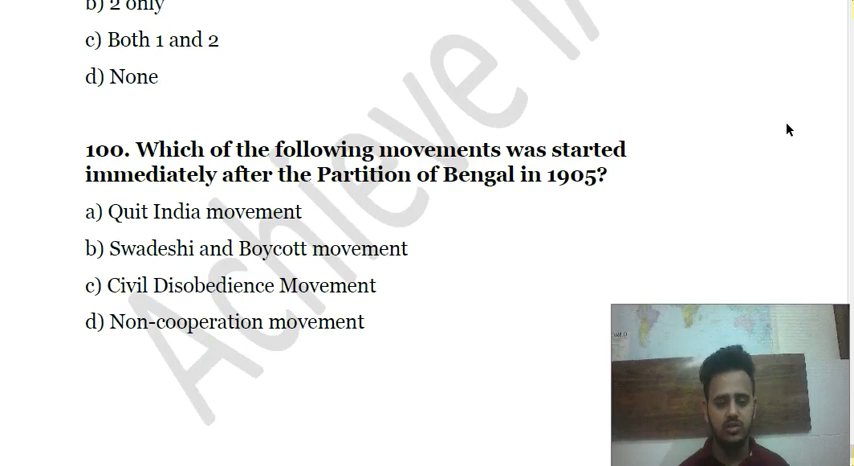 b) 2 only
c) Both 1 and 2
d) None
100. Which of the following movements was started
immediately after the Partition of Bengal in 1905?
a) Quit India movement
b) Swadeshi and Boycott movement
c) Civil Disobedience Movement
d) Non-cooperation movement
Achieve